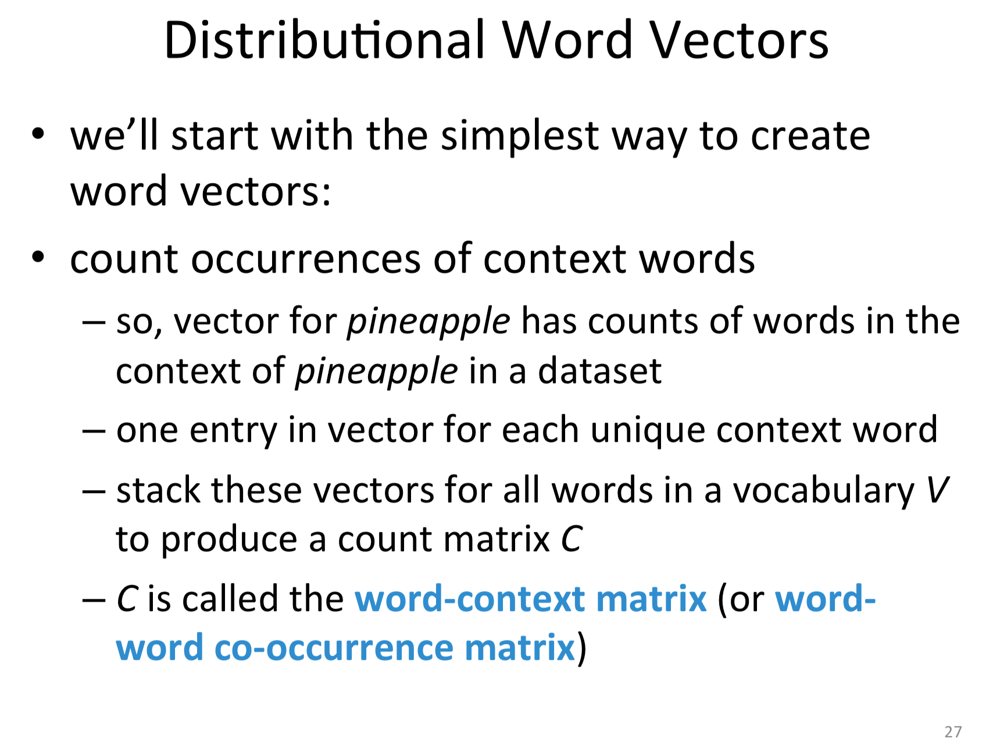 Distributional Word Vectors
• we’ll start with the simplest way to create
word vectors:
• count occurrences of context words
– so, vector for pineapple has counts of words in the
context of pineapple in a dataset
– one entry in vector for each unique context word
– stack these vectors for all words in a vocabulary V
to produce a count matrix C
– C is called the word-context matrix (or word-
word co-occurrence matrix)
27